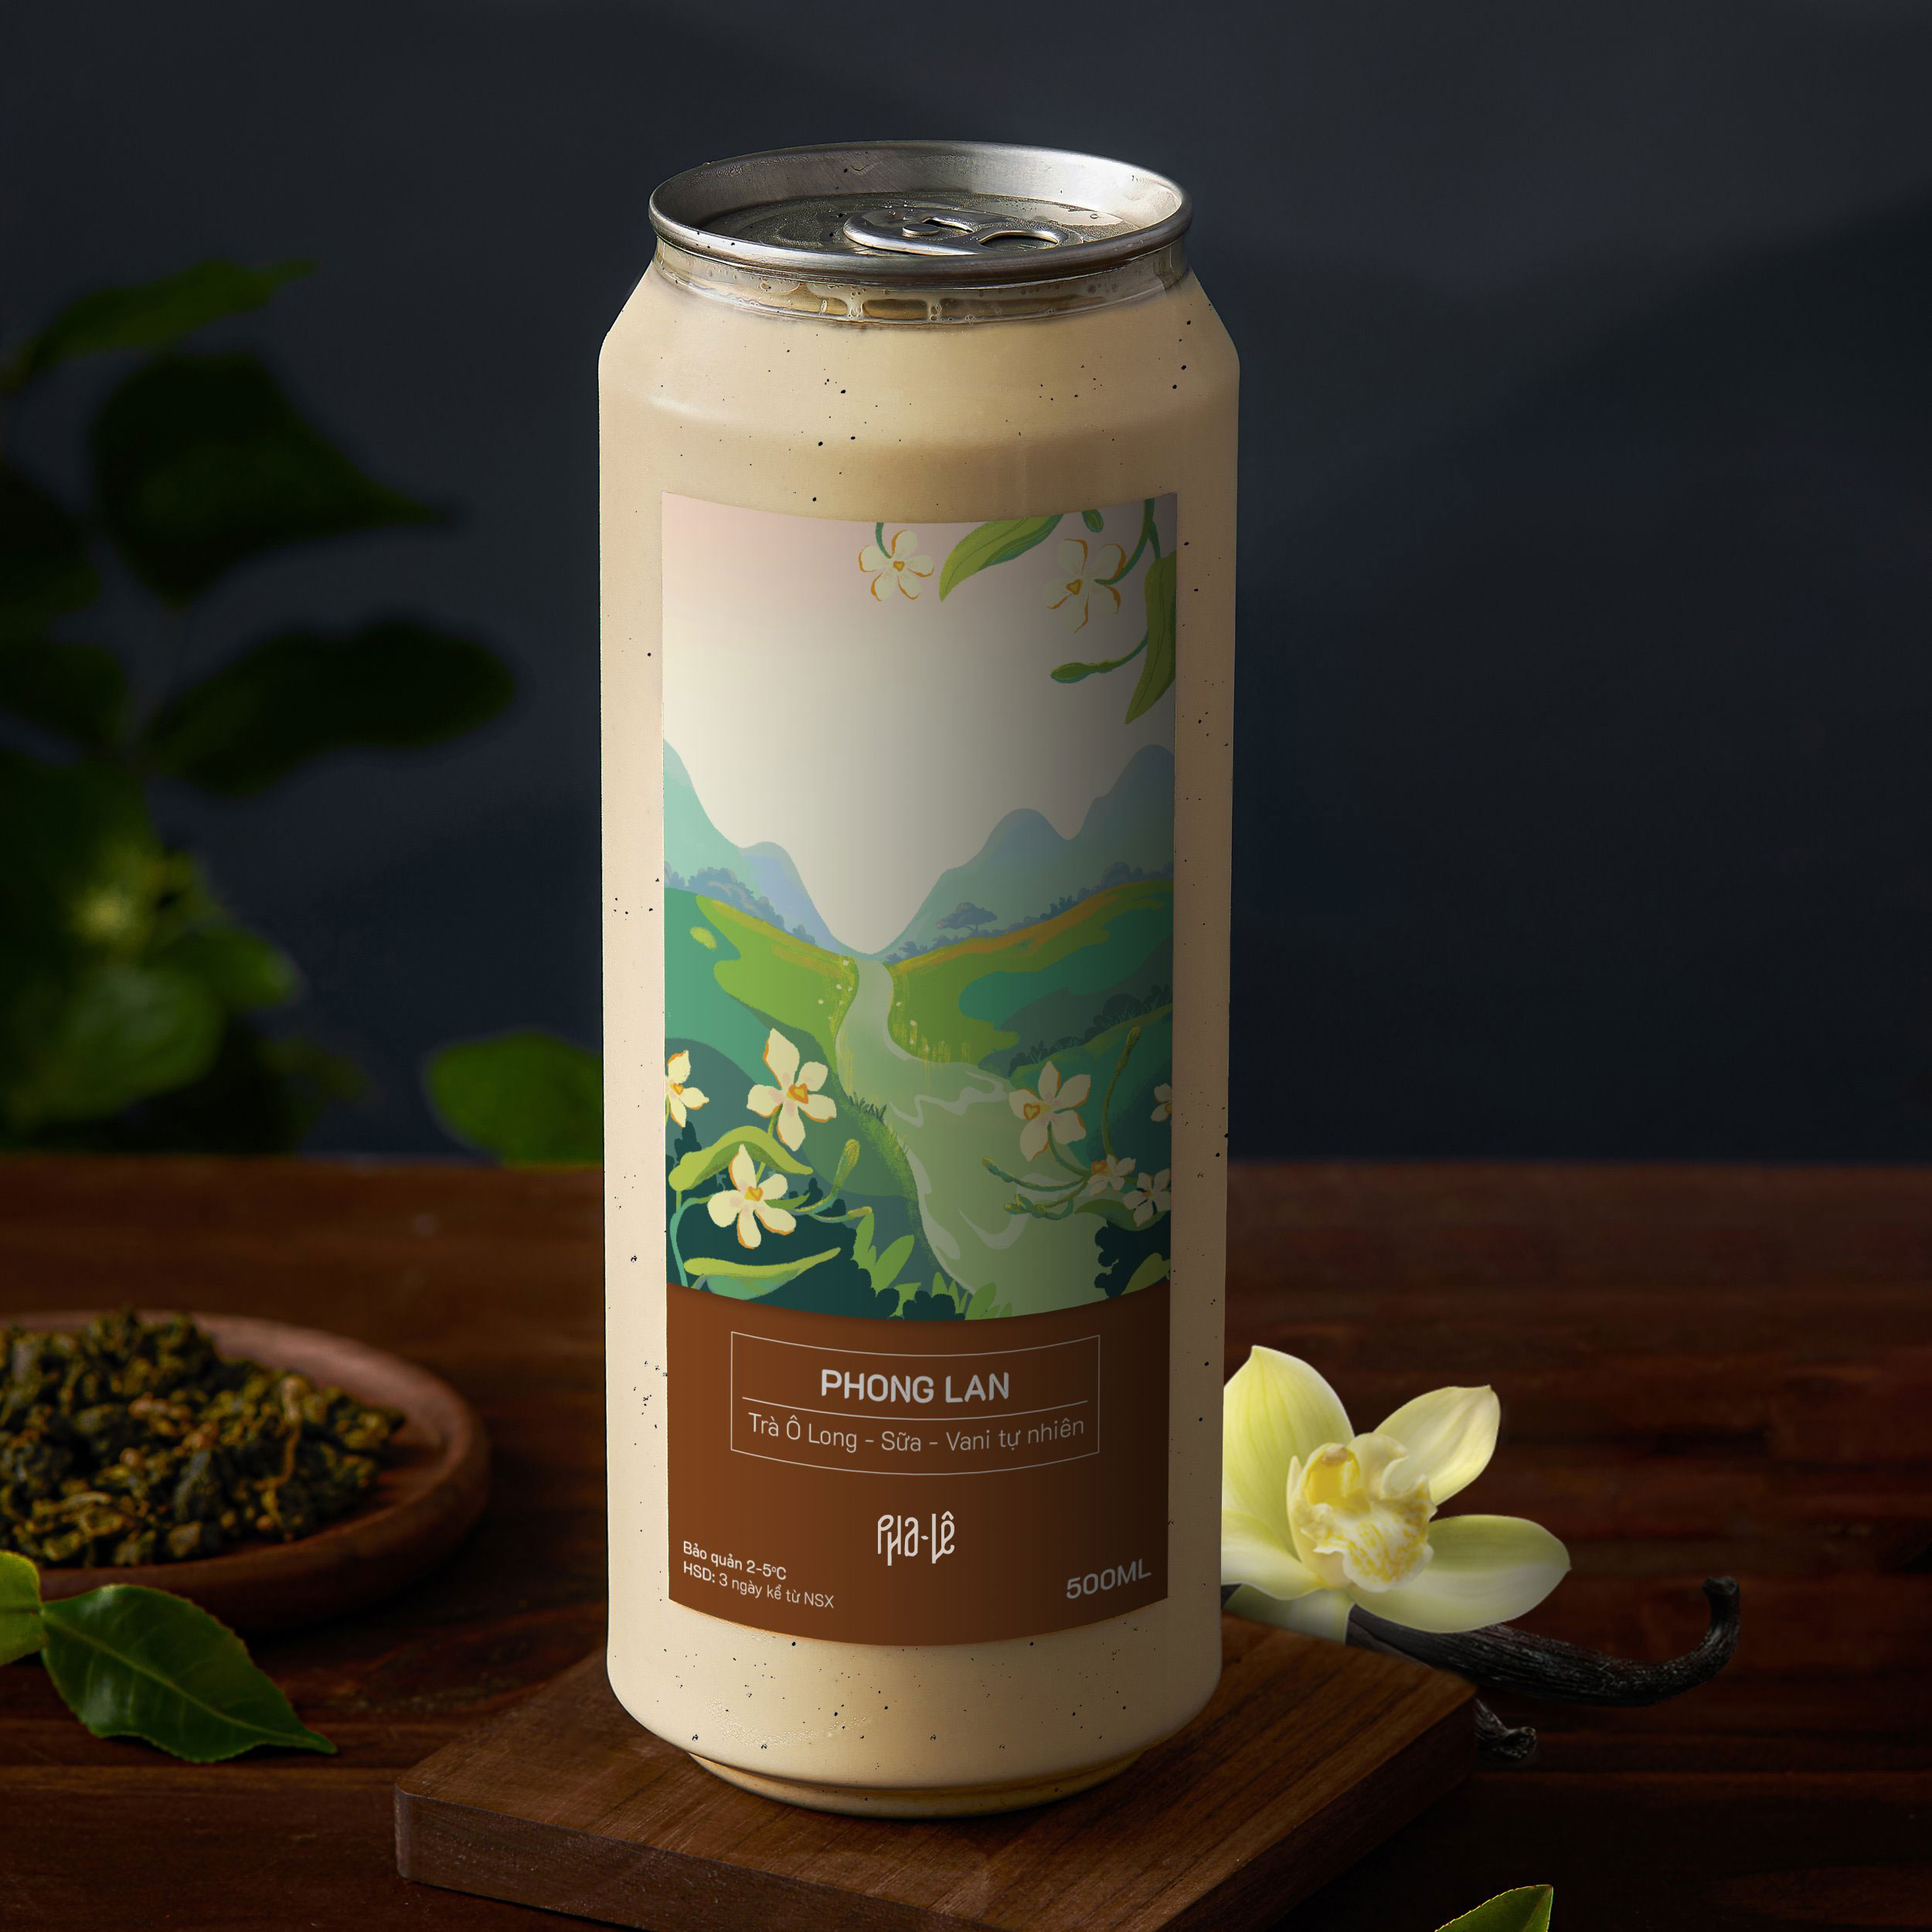 PHONG LAN
Trà Ô Long - Sữa - Vani tự nhiên
Pha-Lê
Bảo quản 2-5°C
HSD: 3 ngày kể từ NSX
500ML